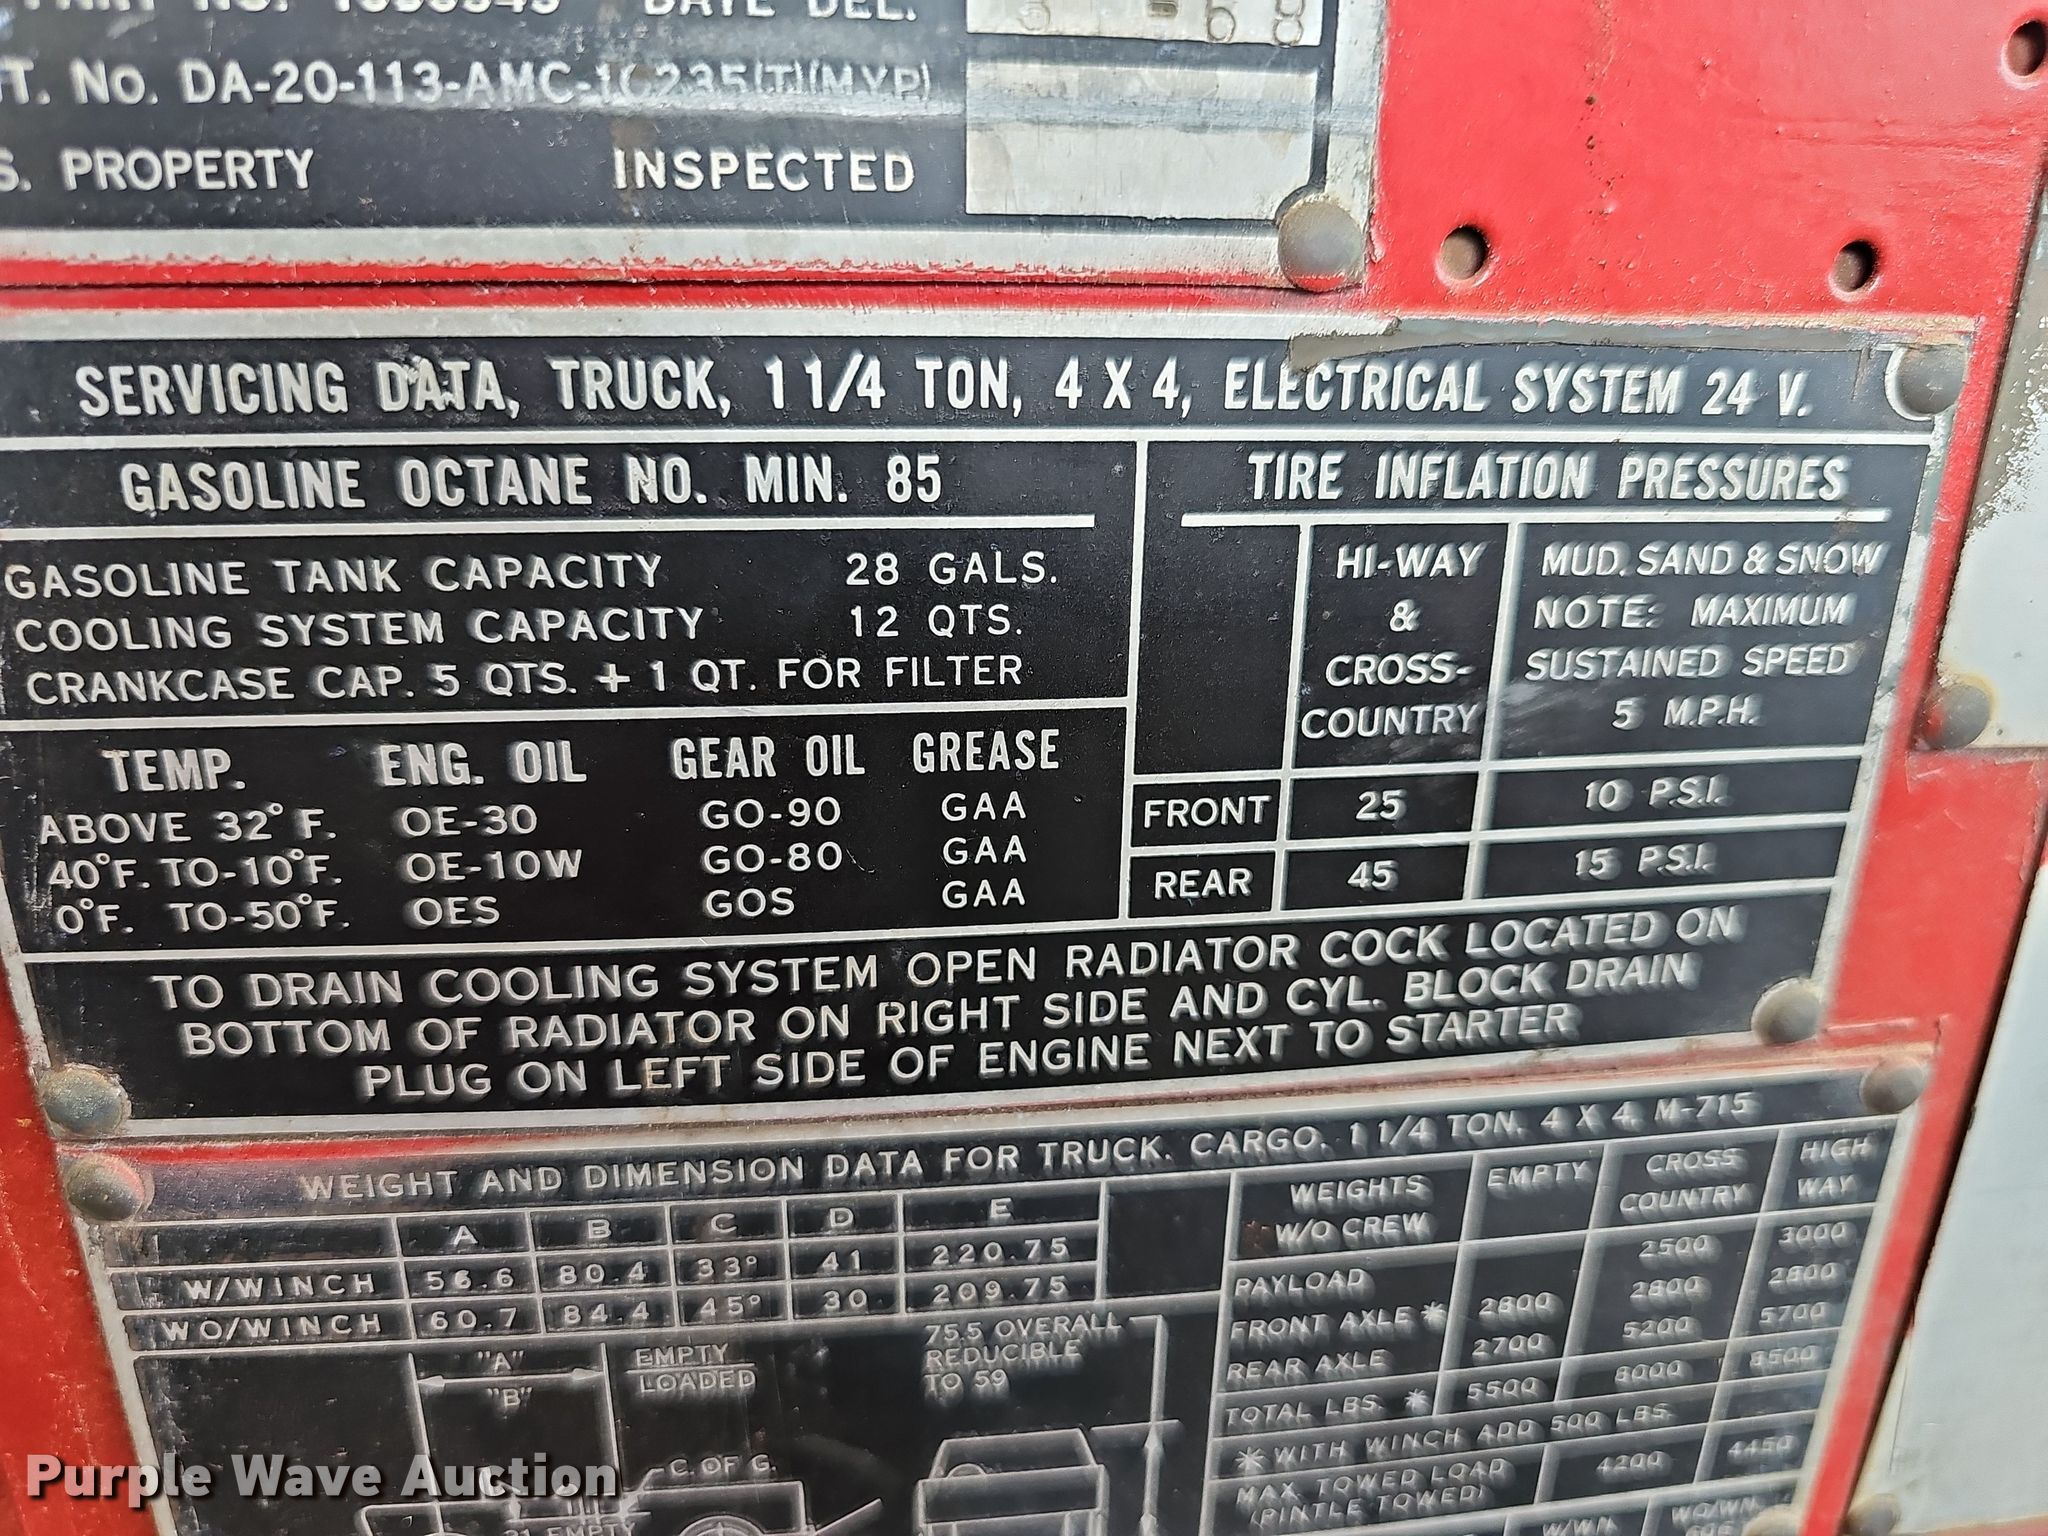 DATE DEL.
68
No. DA-20-113-AMC-10235(T)(MYP)
S. PROPERTY INSPECTED
SERVICING DATA, TRUCK, 1 1/4 TON, 4 X 4, ELECTRICAL SYSTEM 24 V.
GASOLINE OCTANE NO. MIN. 85
GASOLINE TANK CAPACITY 28 GALS.
COOLING SYSTEM CAPACITY 12 QTS.
CRANKCASE CAP. 5 QTS. + 1 QT. FOR FILTER
TEMP. ENG. OIL GEAR OIL GREASE
ABOVE 32°F. OE-30 GO-90 GAA
40°F. TO-10°F. OE-10W GO-80 GAA
0°F. TO-50°F. OES GOS GAA
TIRE INFLATION PRESSURES
HI-WAY
&
CROSS-
COUNTRY
MUD. SAND & SNOW
NOTE: MAXIMUM
SUSTAINED SPEED
5 M.P.H.
FRONT 25 10 P.S.I.
REAR 45 15 P.S.I.
TO DRAIN COOLING SYSTEM OPEN RADIATOR COCK LOCATED ON
BOTTOM OF RADIATOR ON RIGHT SIDE AND CYL. BLOCK DRAIN
PLUG ON LEFT SIDE OF ENGINE NEXT TO STARTER
WEIGHT AND DIMENSION DATA FOR TRUCK. CARGO. 1 1/4 TON. 4 X 4. M-715
A B C D E
W/WINCH 56.6 80.4 33° 41 220.75
WO/WINCH 60.7 84.4 45° 30 209.75
"A"
"B"
EMPTY
LOADED
75.5 OVERALL
REDUCIBLE
TO 59
C. OF G.
21 EMPTY
WEIGHTS
W/O CREW
EMPTY
CROSS
COUNTRY
HIGH
WAY
PAYLOAD 2500 3000
FRONT AXLE * 2800 2800 2800
REAR AXLE 2700 5200 5700
TOTAL LBS. * 5500 8000 8500
* WITH WINCH ADD 500 LBS.
MAX. TOWED LOAD
(PINTLE TOWED) 4200 4450
W/WN WO/WN
Purple Wave Auction